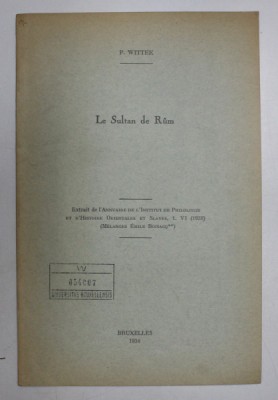 P. WITTEK
Le Sultan de Rûm
Extrait de l'Annuaire de l'Institut de Philologie
et d'Histoire Orientales et Slaves, t. VI (1938)
(Mélanges Émile Boisacq**)
BRUXELLES
1938